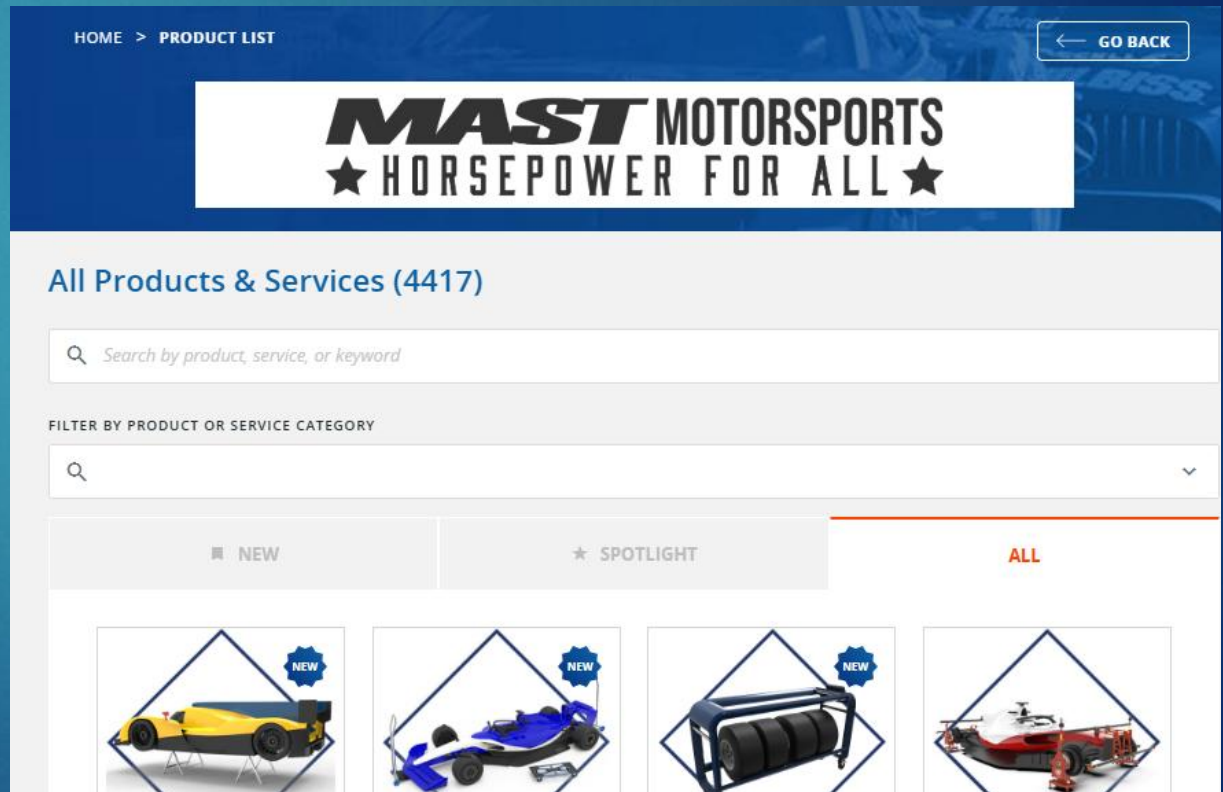 HOME > PRODUCT LIST
← GO BACK
MAST MOTORSPORTS
★ HORSEPOWER FOR ALL ★
All Products & Services (4417)
Search by product, service, or keyword
FILTER BY PRODUCT OR SERVICE CATEGORY
NEW
★ SPOTLIGHT
ALL
NEW
NEW
NEW